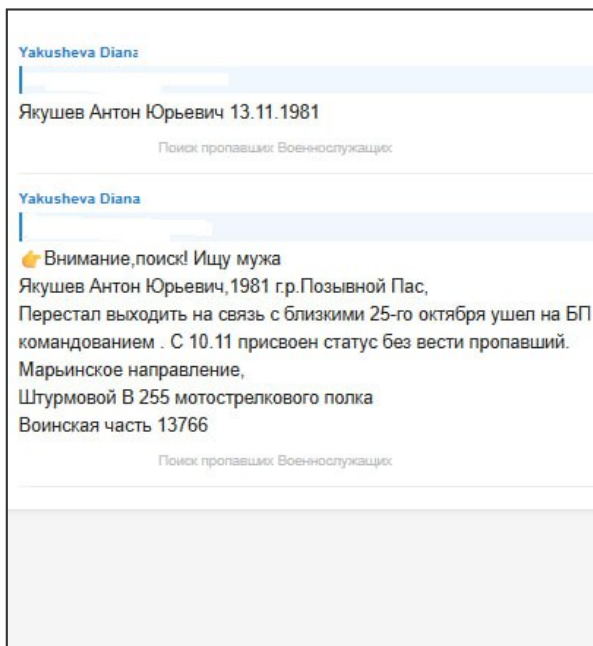 Yakusheva Diana
Якушев Антон Юрьевич 13.11.1981
Поиск пропавших Военнослужащих
Yakusheva Diana
👉Внимание,поиск! Ищу мужа
Якушев Антон Юрьевич,1981 г.р.Позывной Пас,
Перестал выходить на связь с близкими 25-го октября ушел на БП
командованием . С 10.11 присвоен статус без вести пропавший.
Марьинское направление,
Штурмовой В 255 мотострелкового полка
Воинская часть 13766
Поиск пропавших Военнослужащих